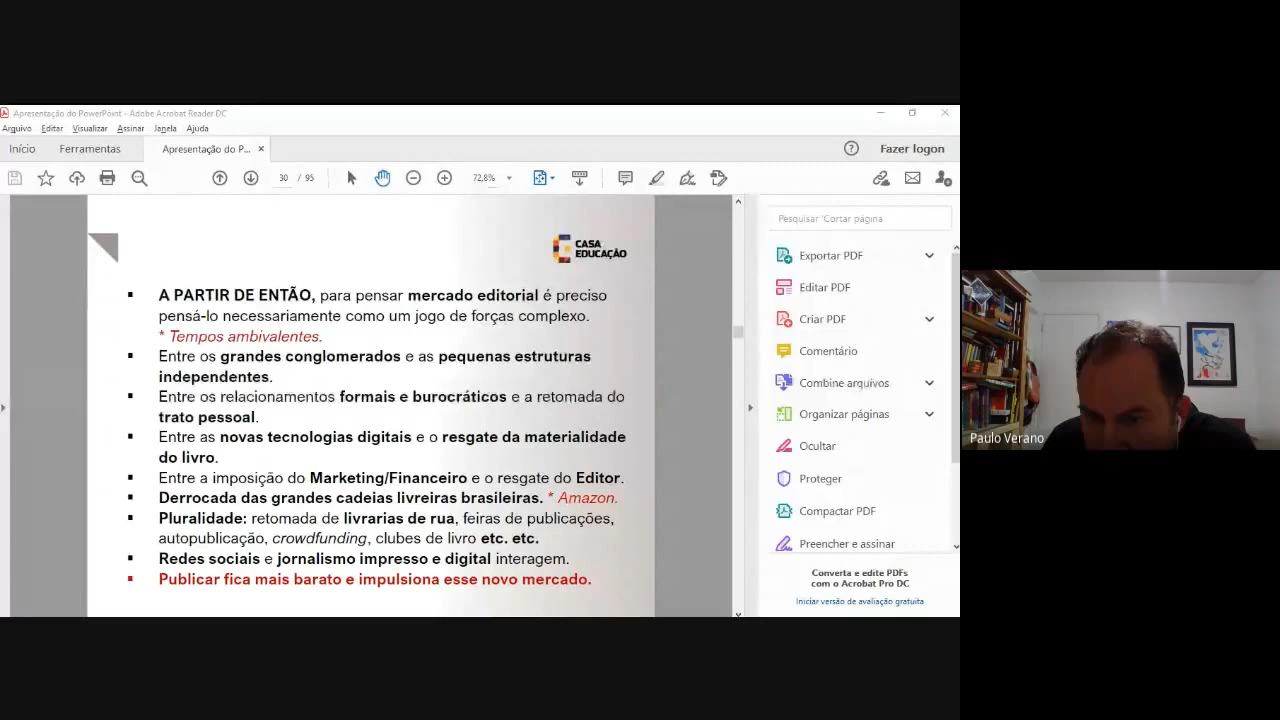 Apresentação do PowerPoint - Adobe Acrobat Reader DC
Arquivo Editar Visualizar Assinar Janela Ajuda
Início Ferramentas Apresentação do P... × Fazer logon
30 / 95 72,8%
CASA
EDUCAÇÃO
▪ A PARTIR DE ENTÃO, para pensar mercado editorial é preciso
pensá-lo necessariamente como um jogo de forças complexo.
* Tempos ambivalentes.
▪ Entre os grandes conglomerados e as pequenas estruturas
independentes.
▪ Entre os relacionamentos formais e burocráticos e a retomada do
trato pessoal.
▪ Entre as novas tecnologias digitais e o resgate da materialidade
do livro.
▪ Entre a imposição do Marketing/Financeiro e o resgate do Editor.
▪ Derrocada das grandes cadeias livreiras brasileiras. * Amazon.
▪ Pluralidade: retomada de livrarias de rua, feiras de publicações,
autopublicação, crowdfunding, clubes de livro etc. etc.
▪ Redes sociais e jornalismo impresso e digital interagem.
▪ Publicar fica mais barato e impulsiona esse novo mercado.
Pesquisar 'Cortar página
Exportar PDF
Editar PDF
Criar PDF
Comentário
Combine arquivos
Organizar páginas
Ocultar
Proteger
Compactar PDF
Preencher e assinar
Converta e edite PDFs
com o Acrobat Pro DC
Iniciar versão de avaliação gratuita
Paulo Verano